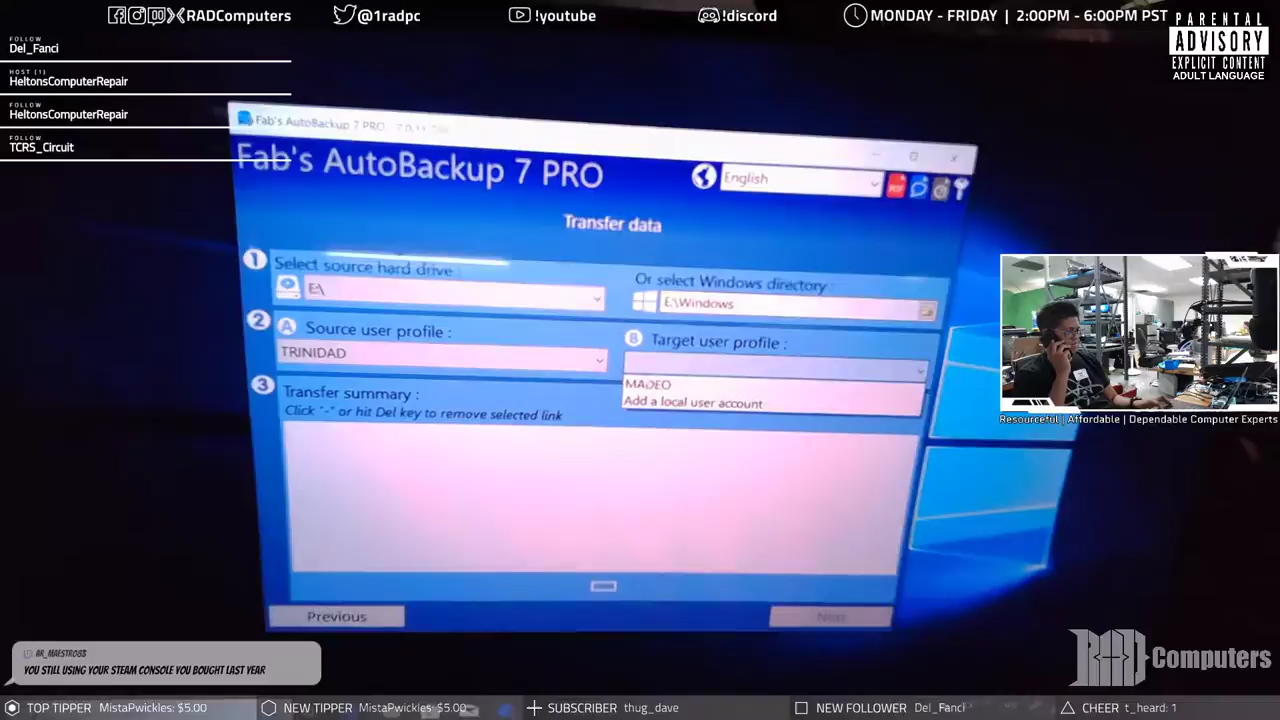 RADComputers
@1radpc
!youtube
!discord
MONDAY - FRIDAY | 2:00PM - 6:00PM PST
PARENTAL
ADVISORY
EXPLICIT CONTENT
ADULT LANGUAGE
FOLLOW
Del_Fanci
HOST (1)
HeltonsComputerRepair
FOLLOW
HeltonsComputerRepair
FOLLOW
TCRS_Circuit
Fab's AutoBackup 7 PRO
Fab's AutoBackup 7 PRO
English
Transfer data
1 Select source hard drive :
Or select Windows directory :
E:\
E:\Windows
2 A Source user profile :
B Target user profile :
TRINIDAD
MADEO
Add a local user account
3 Transfer summary :
Click "-" or hit Del key to remove selected link
Previous
Next
Resourceful | Affordable | Dependable Computer Experts
AR_MAESTRO83
YOU STILL USING YOUR STEAM CONSOLE YOU BOUGHT LAST YEAR
RAD Computers
TOP TIPPER MistaPwickles: $5.00
NEW TIPPER MistaPwickles: $5.00
SUBSCRIBER thug_dave
NEW FOLLOWER Del_Fanci
CHEER t_heard: 1